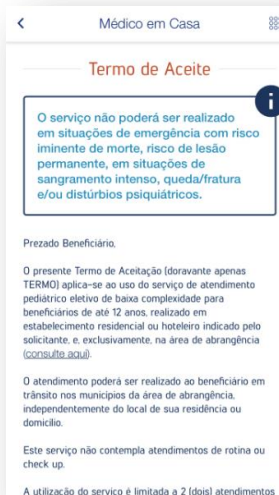 Médico em Casa
Termo de Aceite
i
O serviço não poderá ser realizado
em situações de emergência com risco
iminente de morte, risco de lesão
permanente, em situações de
sangramento intenso, queda/fratura
e/ou distúrbios psiquiátricos.
Prezado Beneficiário,
O presente Termo de Aceitação (doravante apenas
TERMO) aplica-se ao uso do serviço de atendimento
pediátrico eletivo de baixa complexidade para
beneficiários de até 12 anos, realizado em
estabelecimento residencial ou hoteleiro indicado pelo
solicitante, e, exclusivamente, na área de abrangência
(consulte aqui).
O atendimento poderá ser realizado ao beneficiário em
trânsito nos municípios da área de abrangência,
independentemente do local de sua residência ou
domicílio.
Este serviço não contempla atendimentos de rotina ou
check up.
A utilização do serviço é limitada a 2 (dois) atendimentos